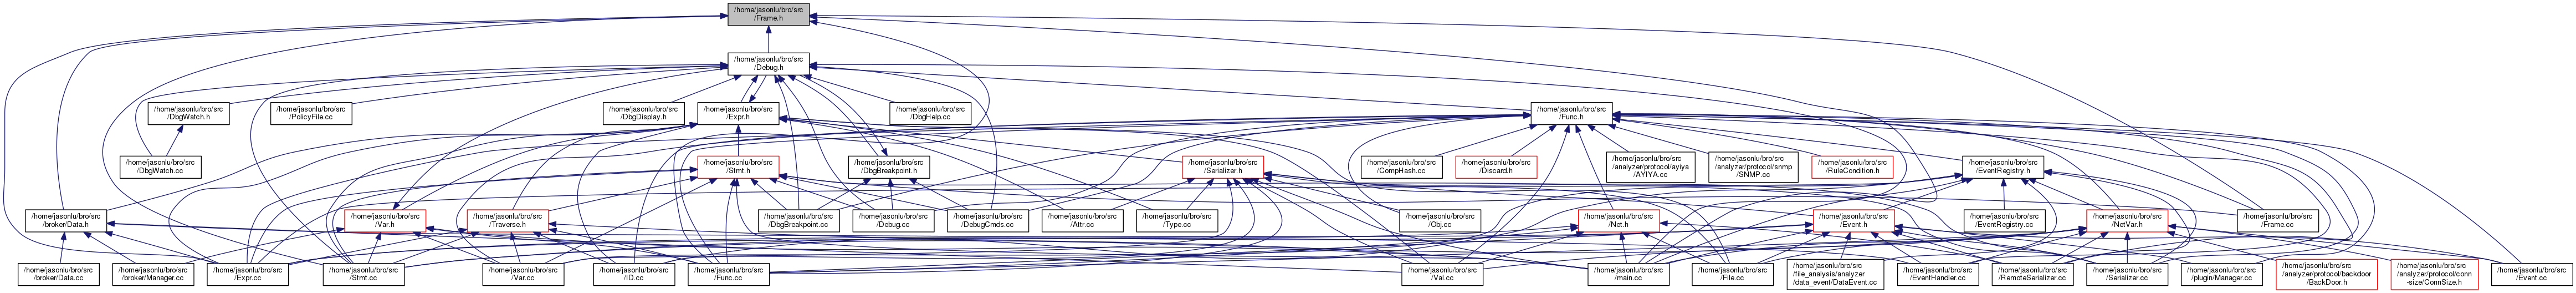 /home/jasonlu/bro/src
/Frame.h
/home/jasonlu/bro/src
/Debug.h
/home/jasonlu/bro/src
/DbgWatch.h
/home/jasonlu/bro/src
/PolicyFile.cc
/home/jasonlu/bro/src
/DbgDisplay.h
/home/jasonlu/bro/src
/Expr.h
/home/jasonlu/bro/src
/DbgHelp.cc
/home/jasonlu/bro/src
/Func.h
/home/jasonlu/bro/src
/DbgWatch.cc
/home/jasonlu/bro/src
/Stmt.h
/home/jasonlu/bro/src
/DbgBreakpoint.h
/home/jasonlu/bro/src
/Serializer.h
/home/jasonlu/bro/src
/CompHash.cc
/home/jasonlu/bro/src
/Discard.h
/home/jasonlu/bro/src
/analyzer/protocol/ayiya
/AYIYA.cc
/home/jasonlu/bro/src
/analyzer/protocol/snmp
/SNMP.cc
/home/jasonlu/bro/src
/RuleCondition.h
/home/jasonlu/bro/src
/EventRegistry.h
/home/jasonlu/bro/src
/broker/Data.h
/home/jasonlu/bro/src
/Var.h
/home/jasonlu/bro/src
/Traverse.h
/home/jasonlu/bro/src
/DbgBreakpoint.cc
/home/jasonlu/bro/src
/Debug.cc
/home/jasonlu/bro/src
/DebugCmds.cc
/home/jasonlu/bro/src
/Attr.cc
/home/jasonlu/bro/src
/Type.cc
/home/jasonlu/bro/src
/Obj.cc
/home/jasonlu/bro/src
/Net.h
/home/jasonlu/bro/src
/Event.h
/home/jasonlu/bro/src
/EventRegistry.cc
/home/jasonlu/bro/src
/NetVar.h
/home/jasonlu/bro/src
/Frame.cc
/home/jasonlu/bro/src
/broker/Data.cc
/home/jasonlu/bro/src
/broker/Manager.cc
/home/jasonlu/bro/src
/Expr.cc
/home/jasonlu/bro/src
/Stmt.cc
/home/jasonlu/bro/src
/Var.cc
/home/jasonlu/bro/src
/ID.cc
/home/jasonlu/bro/src
/Func.cc
/home/jasonlu/bro/src
/Val.cc
/home/jasonlu/bro/src
/main.cc
/home/jasonlu/bro/src
/File.cc
/home/jasonlu/bro/src
/file_analysis/analyzer
/data_event/DataEvent.cc
/home/jasonlu/bro/src
/EventHandler.cc
/home/jasonlu/bro/src
/RemoteSerializer.cc
/home/jasonlu/bro/src
/Serializer.cc
/home/jasonlu/bro/src
/plugin/Manager.cc
/home/jasonlu/bro/src
/analyzer/protocol/backdoor
/BackDoor.h
/home/jasonlu/bro/src
/analyzer/protocol/conn
-size/ConnSize.h
/home/jasonlu/bro/src
/Event.cc